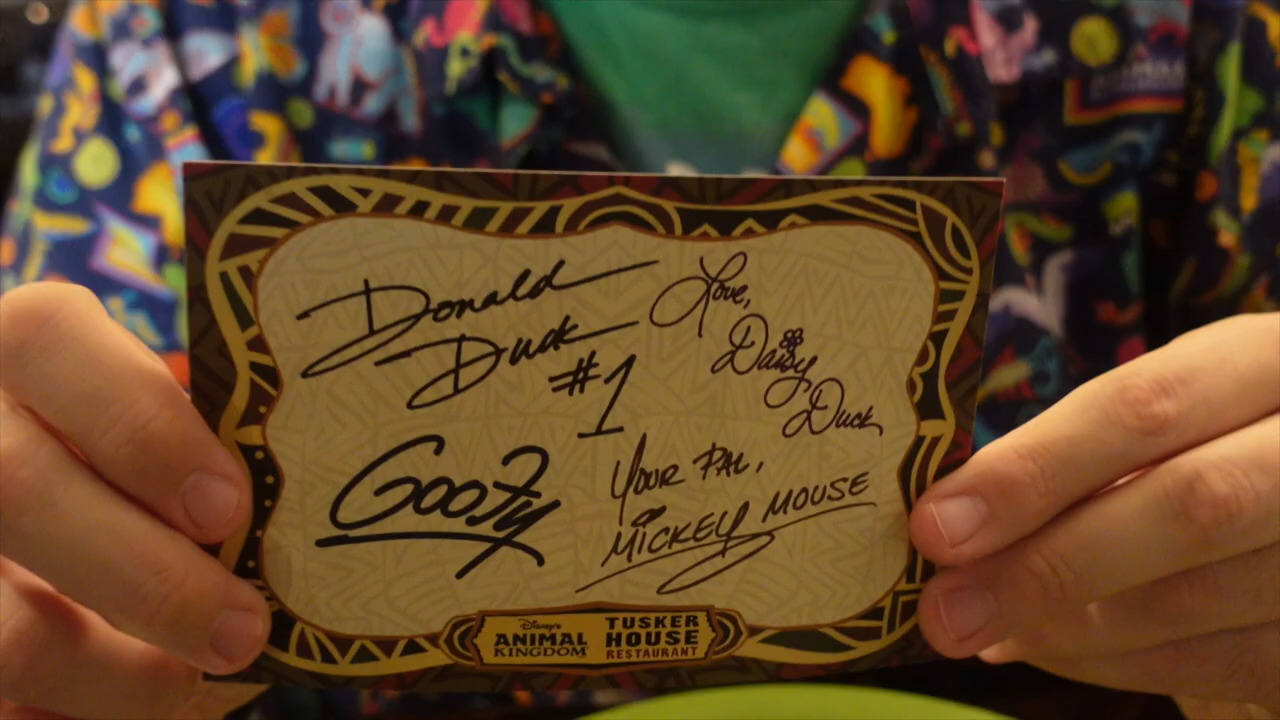 Donald
Duck
#1
Love,
Daisy
Duck
Goofy
YOUR PAL,
MICKEY MOUSE
Disney's
ANIMAL
KINGDOM
TUSKER
HOUSE
RESTAURANT